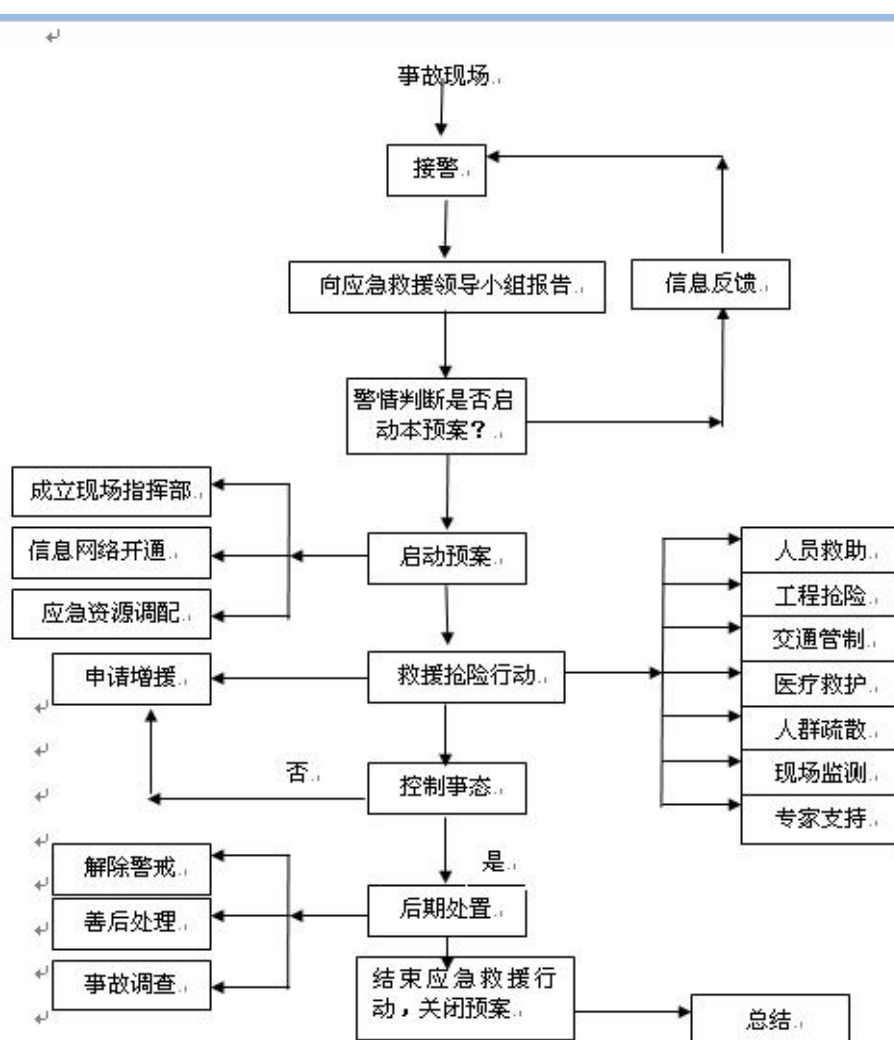 事故现场
接警
向应急救援领导小组报告
信息反馈
警情判断是否启
动本预案？
成立现场指挥部
信息网络开通
启动预案
人员救助
工程抢险
应急资源调配
交通管制
申请增援
救援抢险行动
医疗救护
人群疏散
否
控制事态
现场监测
专家支持
是
解除警戒
善后处理
后期处置
事故调查
结束应急救援行
动，关闭预案
总结